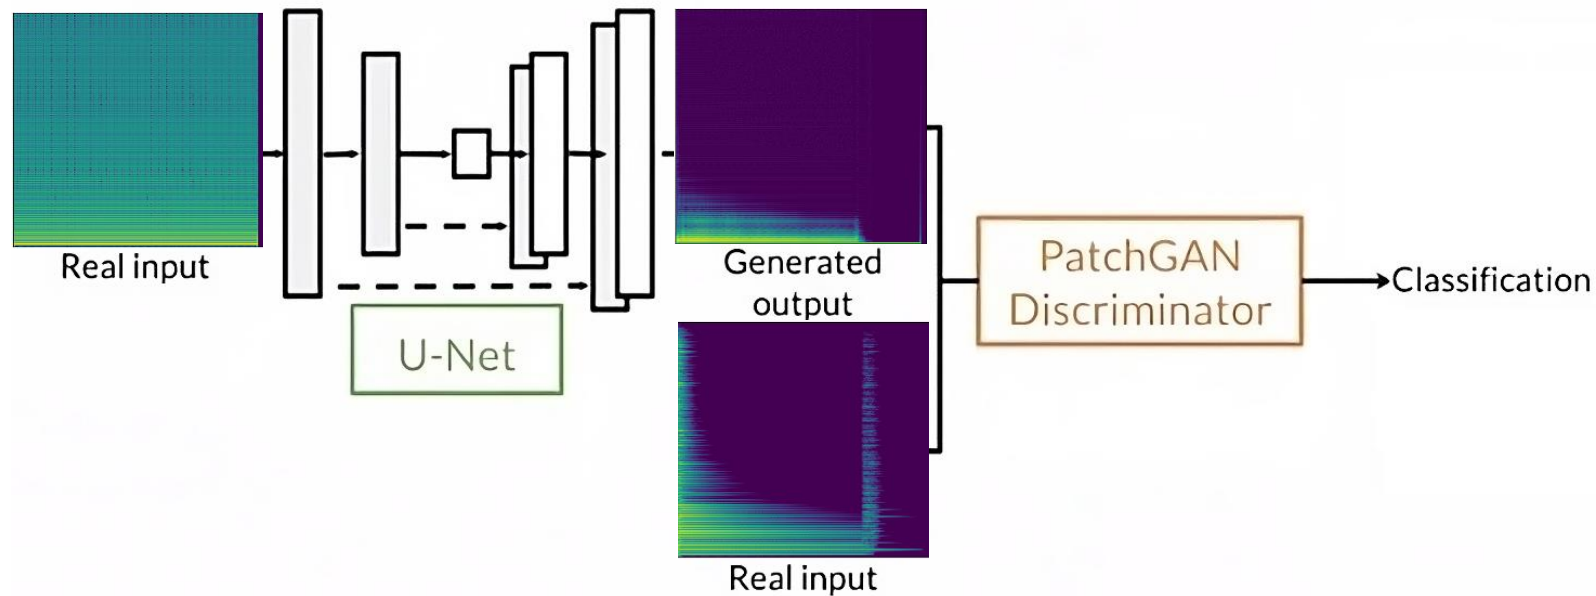 Real input
U-Net
Generated
output
Real input
PatchGAN
Discriminator
Classification